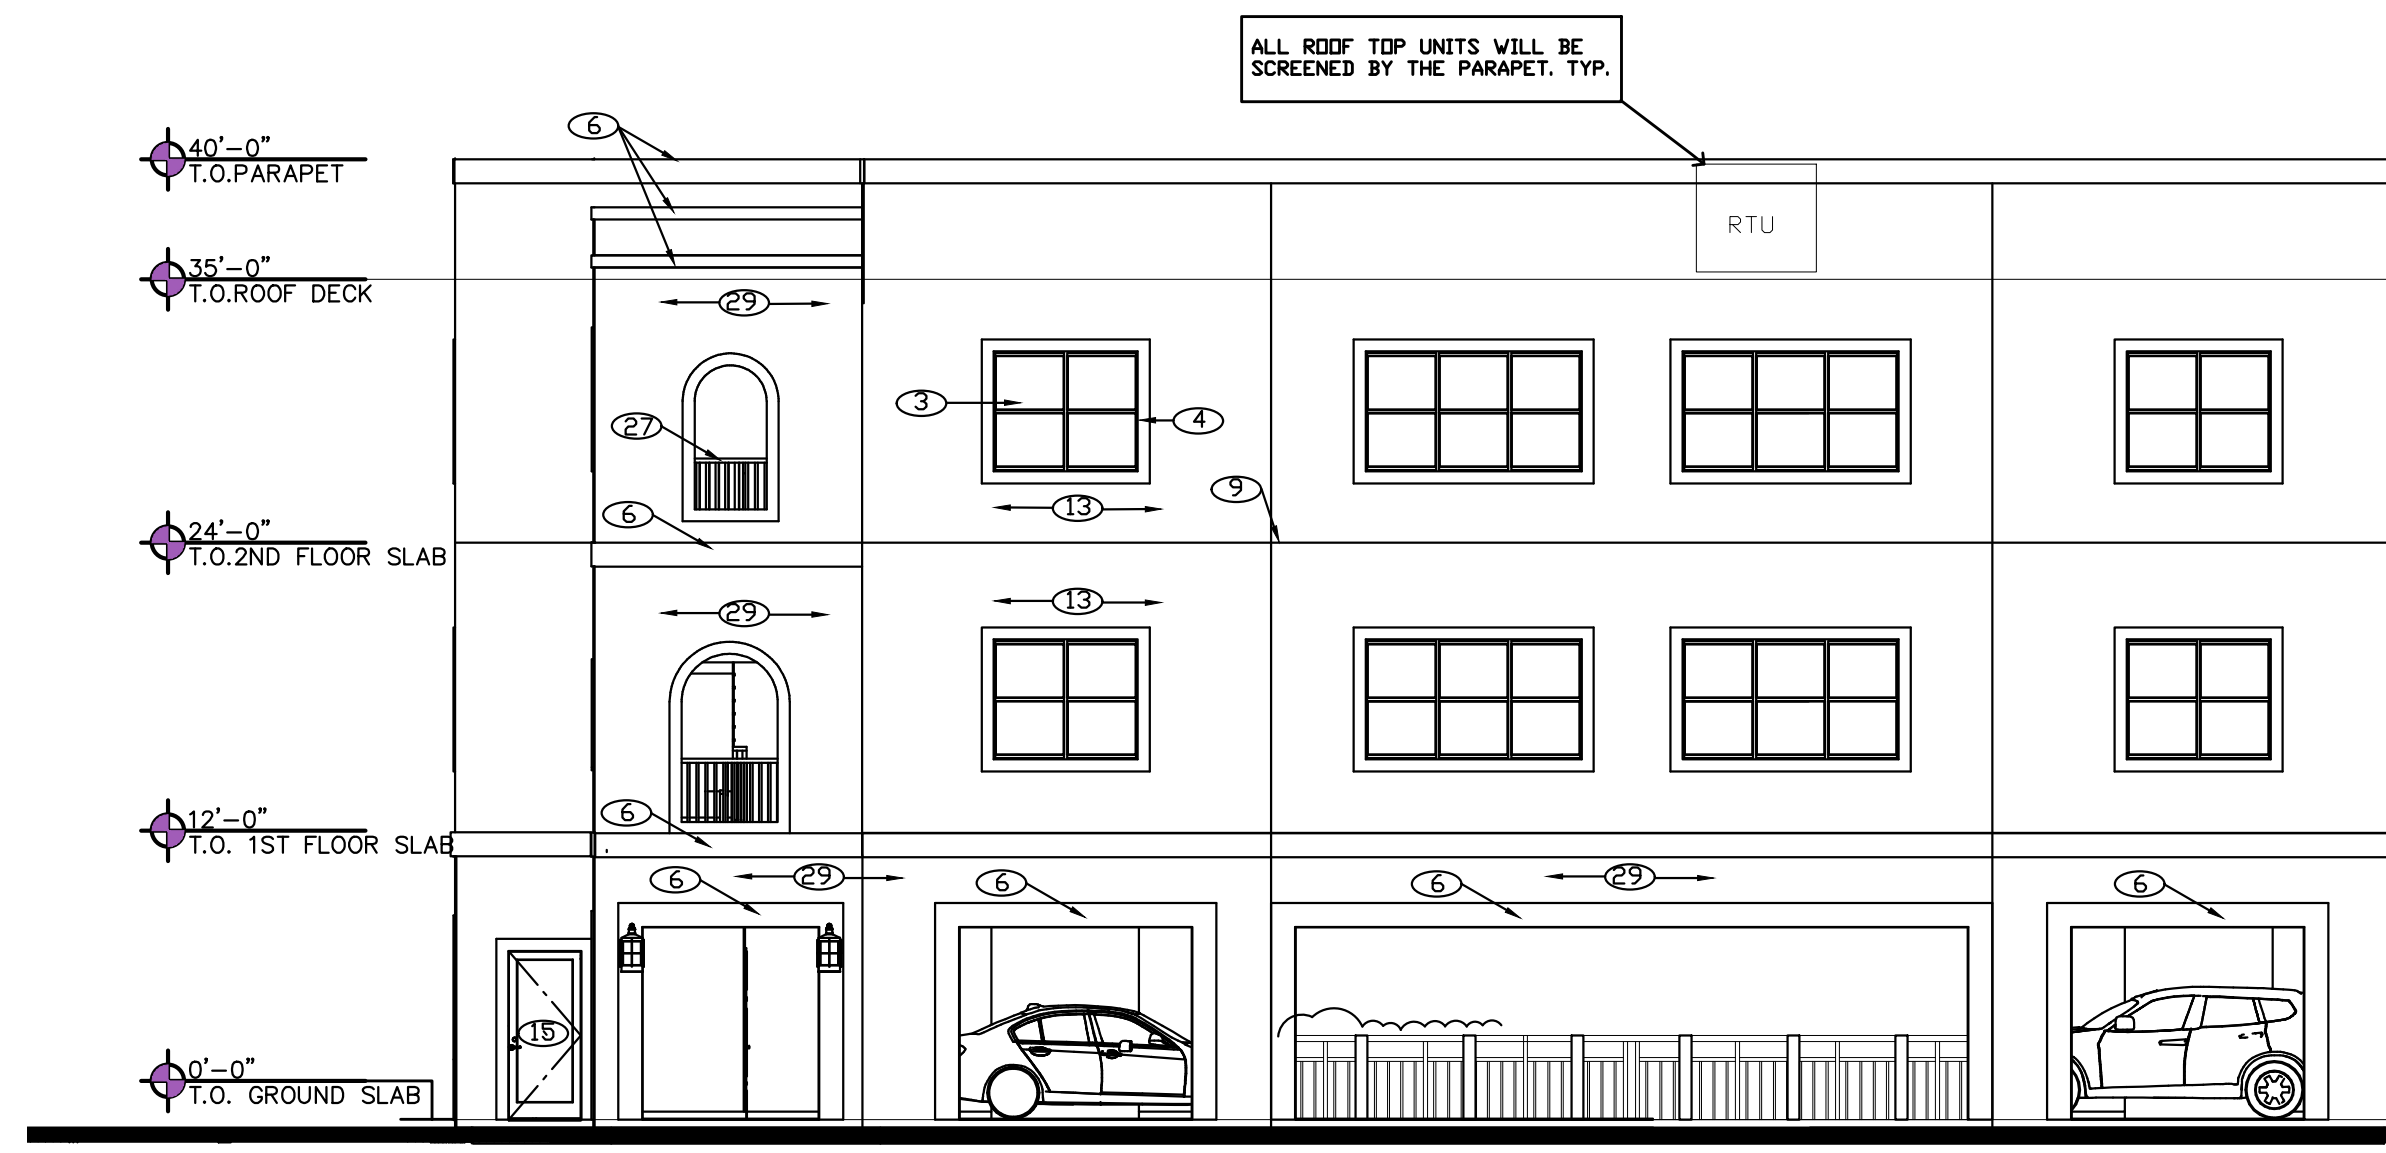 ALL ROOF TOP UNITS WILL BE
SCREENED BY THE PARAPET. TYP.
6
40'-0"
T.O.PARAPET
RTU
35'-0"
T.O.ROOF DECK
29
3
4
27
9
13
6
24'-0"
T.O.2ND FLOOR SLAB
13
29
6
12'-0"
T.O. 1ST FLOOR SLAB
6
29
6
6
29
6
15
0'-0"
T.O. GROUND SLAB